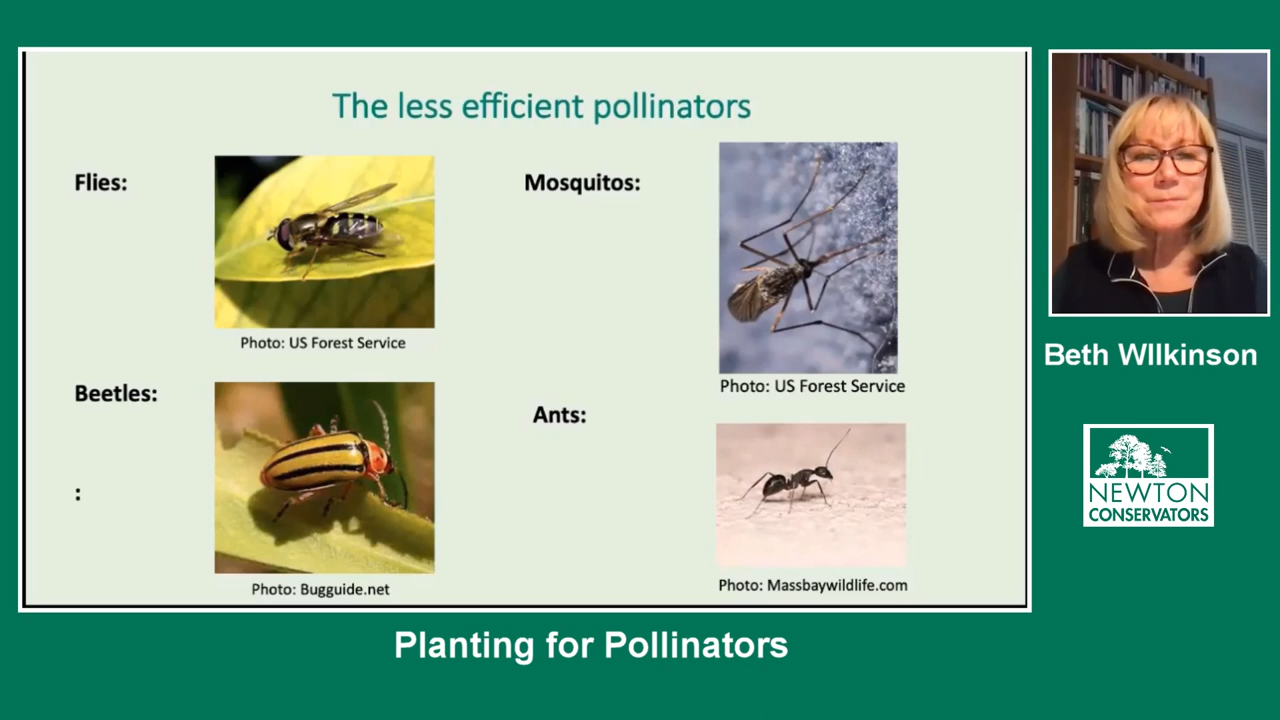 The less efficient pollinators
Flies:
Photo: US Forest Service
Beetles:
:
Photo: Bugguide.net
Mosquitos:
Photo: US Forest Service
Ants:
Photo: Massbaywildlife.com
Beth WIlkinson
NEWTON
CONSERVATORS
Planting for Pollinators